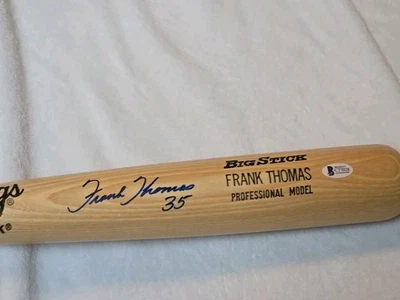 Frank Thomas
35
BIG STICK
FRANK THOMAS
PROFESSIONAL MODEL